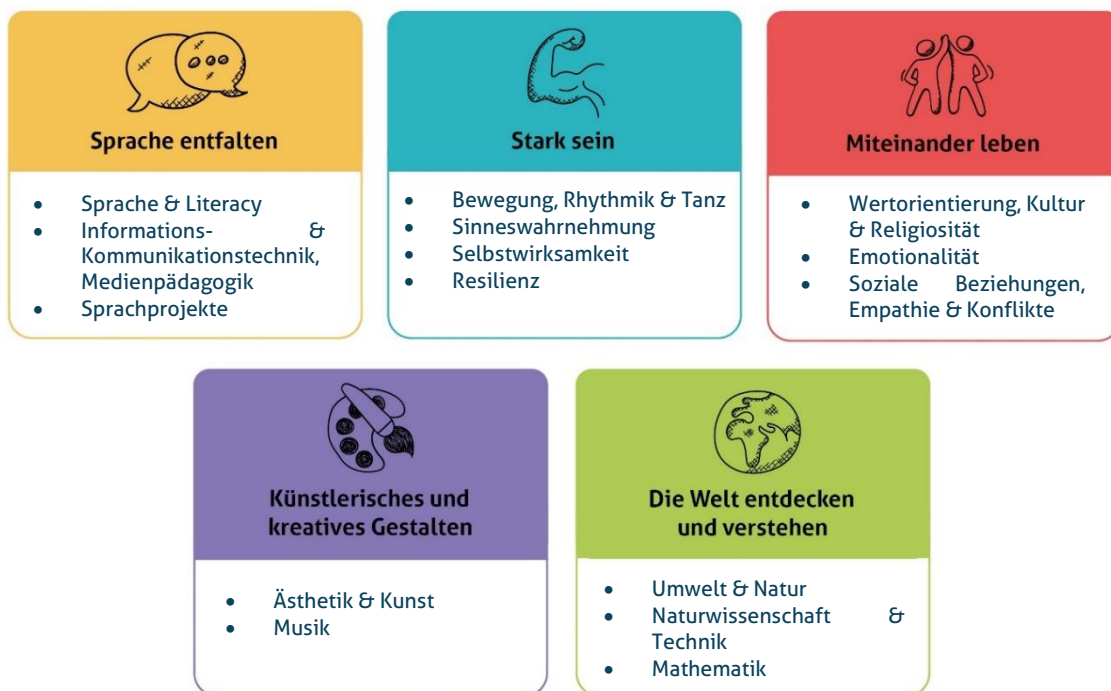 Sprache entfalten
• Sprache & Literacy
• Informations- &
Kommunikationstechnik,
Medienpädagogik
• Sprachprojekte
Stark sein
• Bewegung, Rhythmik & Tanz
• Sinneswahrnehmung
• Selbstwirksamkeit
• Resilienz
Miteinander leben
• Wertorientierung, Kultur
& Religiosität
• Emotionalität
• Soziale Beziehungen,
Empathie & Konflikte
Künstlerisches und
kreatives Gestalten
• Ästhetik & Kunst
• Musik
Die Welt entdecken
und verstehen
• Umwelt & Natur
• Naturwissenschaft &
Technik
• Mathematik